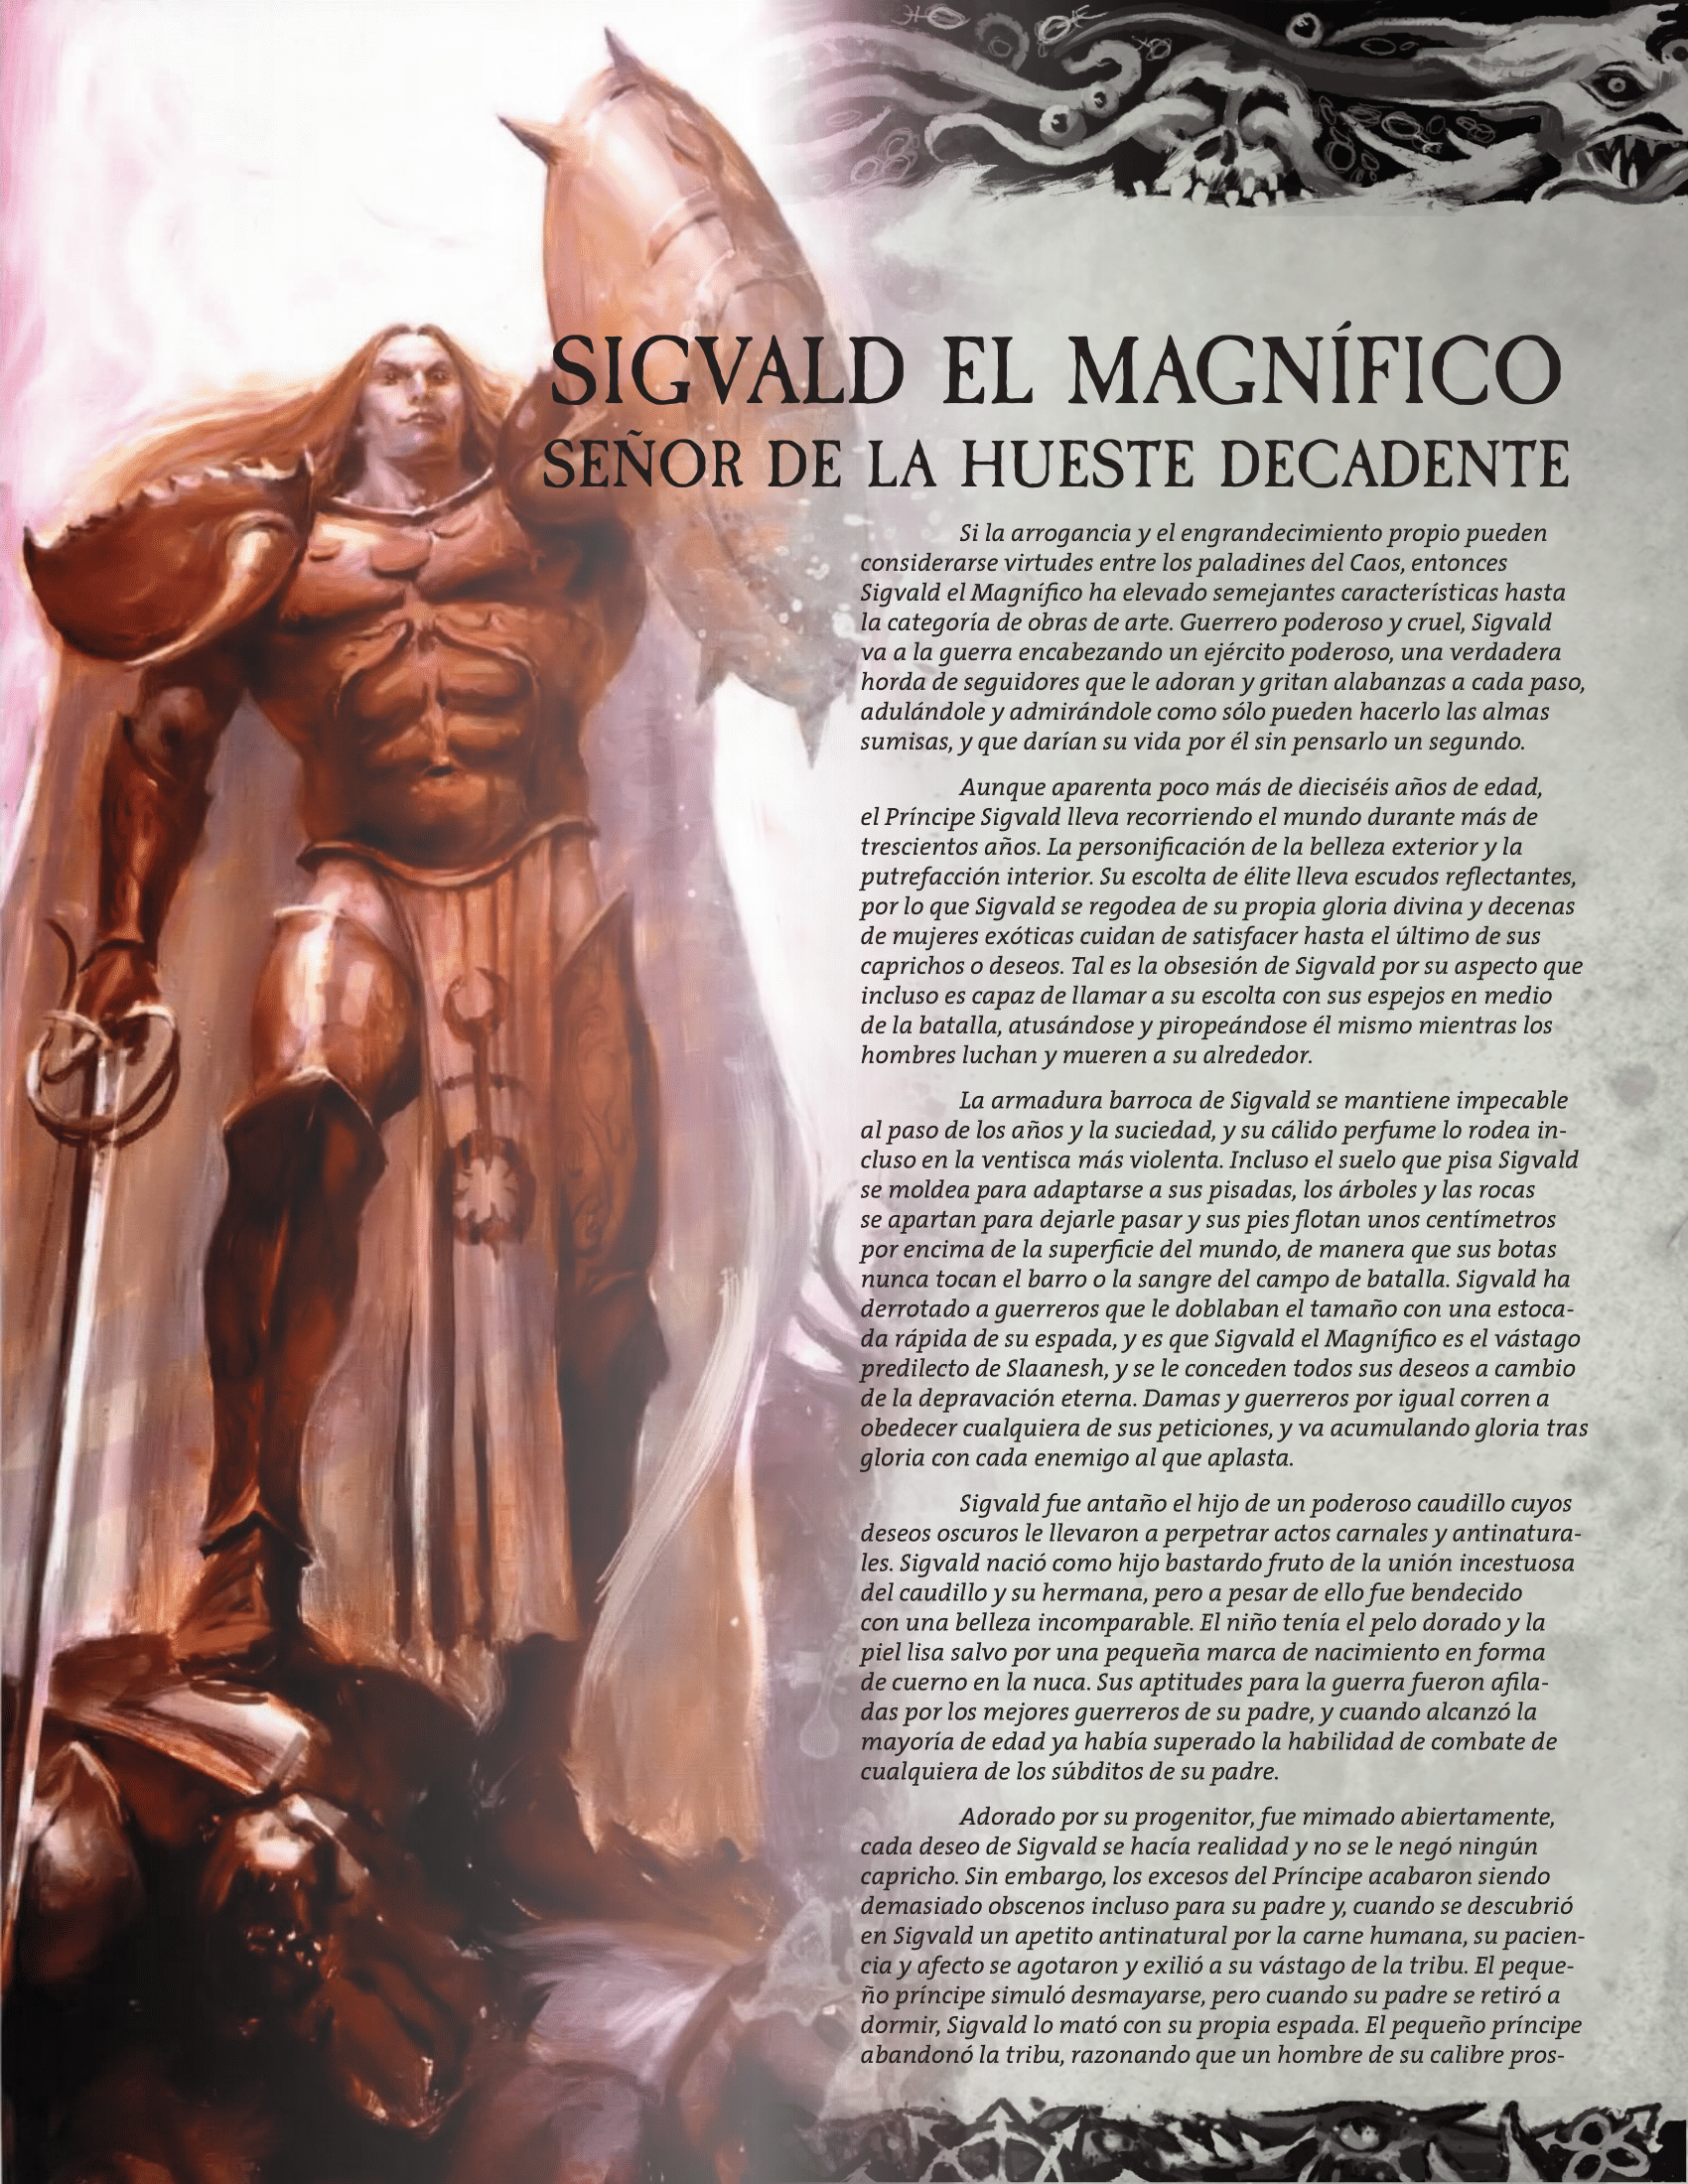 SIGVALD EL MAGNÍFICO
SEÑOR DE LA HUESTE DECADENTE
Si la arrogancia y el engrandecimiento propio pueden
considerarse virtudes entre los paladines del Caos, entonces
Sigvald el Magnífico ha elevado semejantes características hasta
la categoría de obras de arte. Guerrero poderoso y cruel, Sigvald
va a la guerra encabezando un ejército poderoso, una verdadera
horda de seguidores que le adoran y gritan alabanzas a cada paso,
adulándole y admirándole como sólo pueden hacerlo las almas
sumisas, y que darían su vida por él sin pensarlo un segundo.
Aunque aparenta poco más de dieciséis años de edad,
el Príncipe Sigvald lleva recorriendo el mundo durante más de
trescientos años. La personificación de la belleza exterior y la
putrefacción interior. Su escolta de élite lleva escudos reflectantes,
por lo que Sigvald se regodea de su propia gloria divina y decenas
de mujeres exóticas cuidan de satisfacer hasta el último de sus
caprichos o deseos. Tal es la obsesión de Sigvald por su aspecto que
incluso es capaz de llamar a su escolta con sus espejos en medio
de la batalla, atusándose y piropeándose él mismo mientras los
hombres luchan y mueren a su alrededor.
La armadura barroca de Sigvald se mantiene impecable
al paso de los años y la suciedad, y su cálido perfume lo rodea in-
cluso en la ventisca más violenta. Incluso el suelo que pisa Sigvald
se moldea para adaptarse a sus pisadas, los árboles y las rocas
se apartan para dejarle pasar y sus pies flotan unos centímetros
por encima de la superficie del mundo, de manera que sus botas
nunca tocan el barro o la sangre del campo de batalla. Sigvald ha
derrotado a guerreros que le doblaban el tamaño con una estoca-
da rápida de su espada, y es que Sigvald el Magnífico es el vástago
predilecto de Slaanesh, y se le conceden todos sus deseos a cambio
de la depravación eterna. Damas y guerreros por igual corren a
obedecer cualquiera de sus peticiones, y va acumulando gloria tras
gloria con cada enemigo al que aplasta.
Sigvald fue antaño el hijo de un poderoso caudillo cuyos
deseos oscuros le llevaron a perpetrar actos carnales y antinatura-
les. Sigvald nació como hijo bastardo fruto de la unión incestuosa
del caudillo y su hermana, pero a pesar de ello fue bendecido
con una belleza incomparable. El niño tenía el pelo dorado y la
piel lisa salvo por una pequeña marca de nacimiento en forma
de cuerno en la nuca. Sus aptitudes para la guerra fueron afila-
das por los mejores guerreros de su padre, y cuando alcanzó la
mayoría de edad ya había superado la habilidad de combate de
cualquiera de los súbditos de su padre.
Adorado por su progenitor, fue mimado abiertamente,
cada deseo de Sigvald se hacía realidad y no se le negó ningún
capricho. Sin embargo, los excesos del Príncipe acabaron siendo
demasiado obscenos incluso para su padre y, cuando se descubrió
en Sigvald un apetito antinatural por la carne humana, su pacien-
cia y afecto se agotaron y exilió a su vástago de la tribu. El peque-
ño príncipe simuló desmayarse, pero cuando su padre se retiró a
dormir, Sigvald lo mató con su propia espada. El pequeño príncipe
abandonó la tribu, razonando que un hombre de su calibre pros-